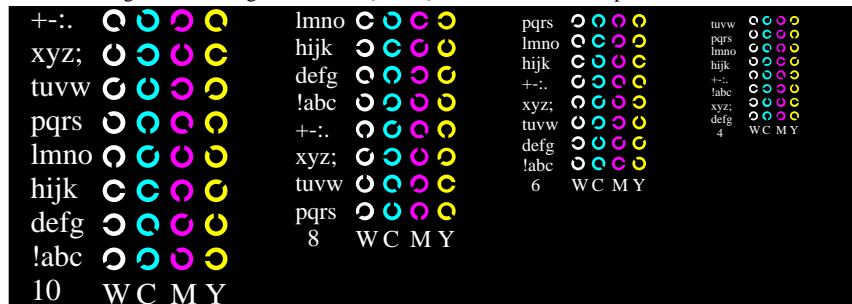 +-:.
xyz;
tuvw
pqrs
lmno
hijk
defg
!abc
10 W C M Y
lmno
hijk
defg
!abc
+-:.
xyz;
tuvw
pqrs
8 W C M Y
pqrs
lmno
hijk
+-:.
xyz;
tuvw
defg
!abc
6 W C M Y
tuvw
pqrs
lmno
hijk
+-:.
!abc
xyz;
defg
4 W C M Y